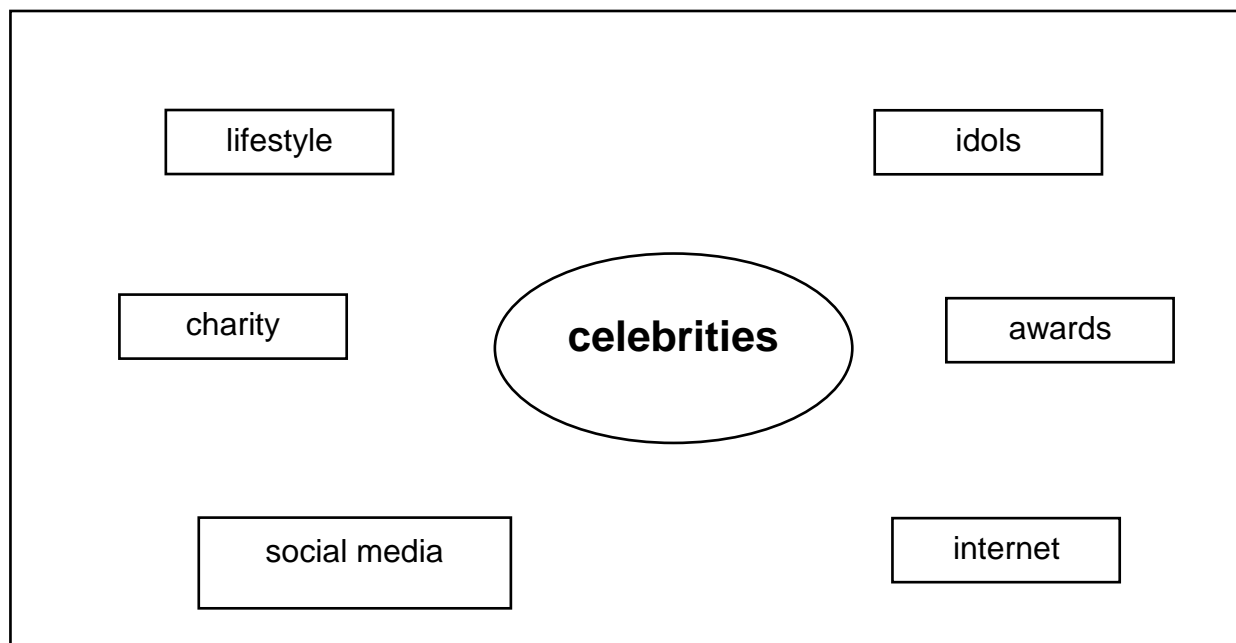 lifestyle
idols
charity
celebrities
awards
social media
internet